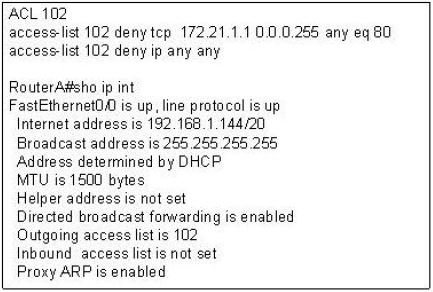 ACL 102
access-list 102 deny tcp 172.21.1.1 0.0.0.255 any eq 80
access-list 102 deny ip any any
RouterA#sho ip int
FastEthernet0/0 is up, line protocol is up
Internet address is 192.168.1.144/20
Broadcast address is 255.255.255.255
Address determined by DHCP
MTU is 1500 bytes
Helper address is not set
Directed broadcast forwarding is enabled
Outgoing access list is 102
Inbound access list is not set
Proxy ARP is enabled